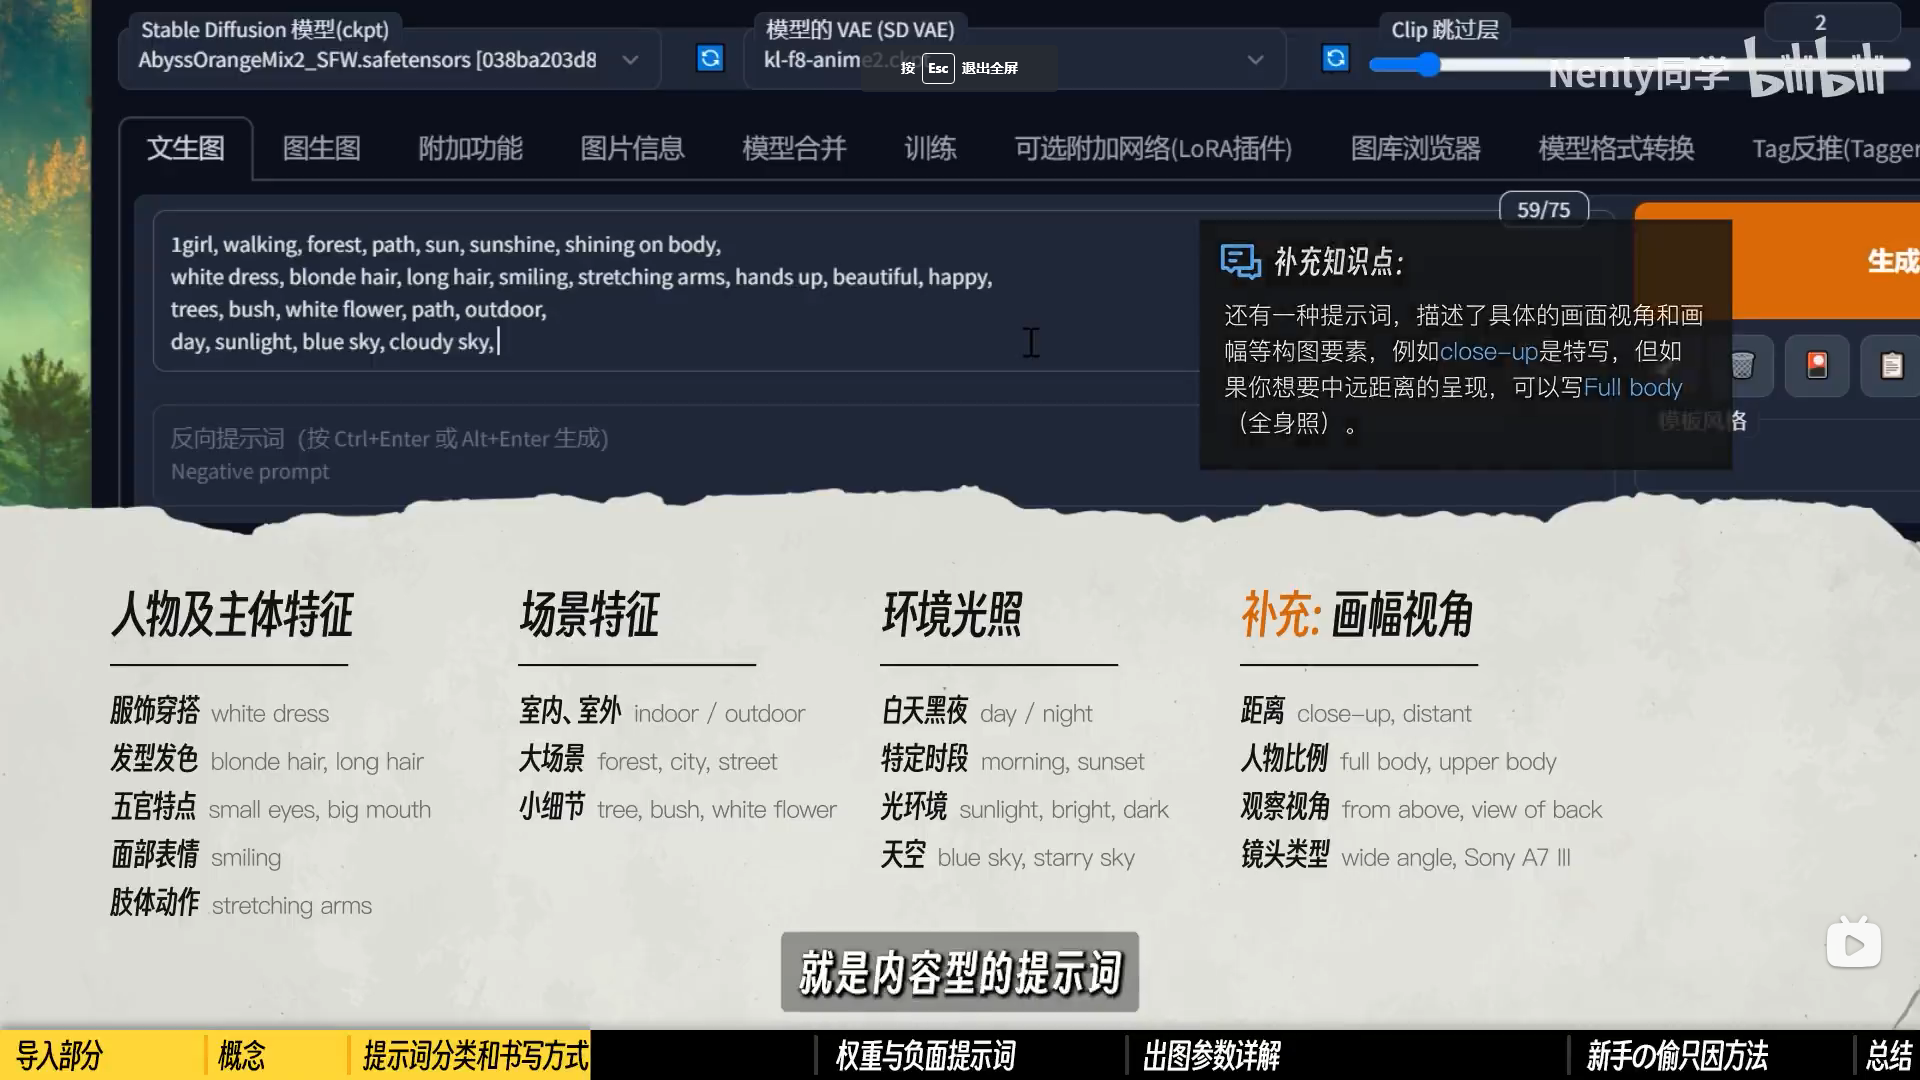 Stable Diffusion 模型(ckpt)
AbyssOrangeMix2_SFW.safetensors [038ba203d8
模型的 VAE (SD VAE)
kl-f8-anime2.ckpt
按 Esc 退出全屏
Clip 跳过层
2
Nenly同学 bilibili
文生图 图生图 附加功能 图片信息 模型合并 训练 可选附加网络(LoRA插件) 图库浏览器 模型格式转换 Tag反推(Tagger
59/75
1girl, walking, forest, path, sun, sunshine, shining on body,
white dress, blonde hair, long hair, smiling, stretching arms, hands up, beautiful, happy,
trees, bush, white flower, path, outdoor,
day, sunlight, blue sky, cloudy sky,
反向提示词（按 Ctrl+Enter 或 Alt+Enter 生成）
Negative prompt
生成
模板风格
补充知识点：
还有一种提示词，描述了具体的画面视角和画
幅等构图要素，例如close-up是特写，但如
果你想要中远距离的呈现，可以写Full body
（全身照）。
人物及主体特征
服饰穿搭 white dress
发型发色 blonde hair, long hair
五官特点 small eyes, big mouth
面部表情 smiling
肢体动作 stretching arms
场景特征
室内、室外 indoor / outdoor
大场景 forest, city, street
小细节 tree, bush, white flower
环境光照
白天黑夜 day / night
特定时段 morning, sunset
光环境 sunlight, bright, dark
天空 blue sky, starry sky
补充: 画幅视角
距离 close-up, distant
人物比例 full body, upper body
观察视角 from above, view of back
镜头类型 wide angle, Sony A7 III
就是内容型的提示词
导入部分 概念 提示词分类和书写方式 权重与负面提示词 出图参数详解 新手の偷只因方法 总结